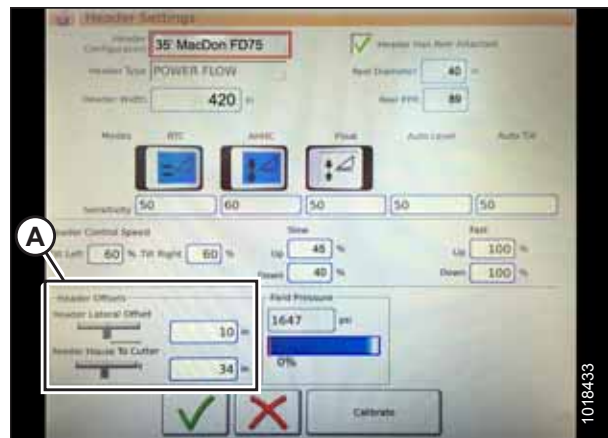 Header Settings
Header Configuration 35' MacDon FD75 Header Has Reel Attached
Header Type POWER FLOW Reel Diameter 40 in
Header Width 420 in Reel PPR 89
Modes RTC AHHC Float Auto Level Auto Tilt
Sensitivity 50 60 50 50 50
Header Control Speed Slow Fast
Tilt Left 60 % Tilt Right 60 % Up 45 % Up 100 %
Down 40 % Down 100 %
A
Header Offsets Field Pressure
Header Lateral Offset 1647 psi
10 in
Feeder House To Cutter 0%
34 in
Calibrate
1018433